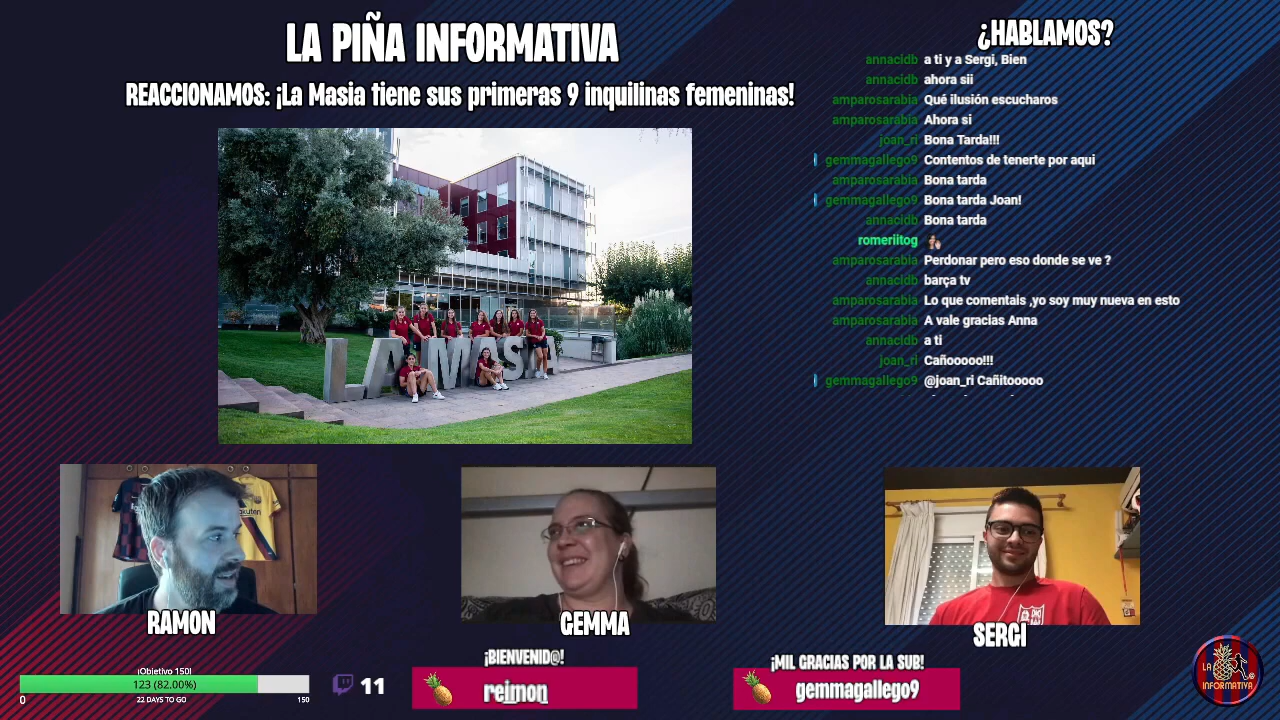 LA PIÑA INFORMATIVA
REACCIONAMOS: ¡La Masia tiene sus primeras 9 inquilinas femeninas!
LA MASIA
¿HABLAMOS?
annacidb a ti y a Sergi, Bien
annacidb ahora sii
amparosarabia Qué ilusión escucharos
amparosarabia Ahora si
joan_ri Bona Tarda!!!
gemmagallego9 Contentos de tenerte por aqui
amparosarabia Bona tarda
gemmagallego9 Bona tarda Joan!
annacidb Bona tarda
romeriitog
amparosarabia Perdonar pero eso donde se ve ?
annacidb barça tv
amparosarabia Lo que comentais ,yo soy muy nueva en esto
amparosarabia A vale gracias Anna
annacidb a ti
joan_ri Cañooooo!!!
gemmagallego9 @joan_ri Cañitooooo
RAMON
GEMMA
SERGI
¡Objetivo 150!
123 (82.00%)
0
22 DAYS TO GO
150
11
¡BIENVENID@!
reimon
¡MIL GRACIAS POR LA SUB!
gemmagallego9
LA
INFORMATIVA